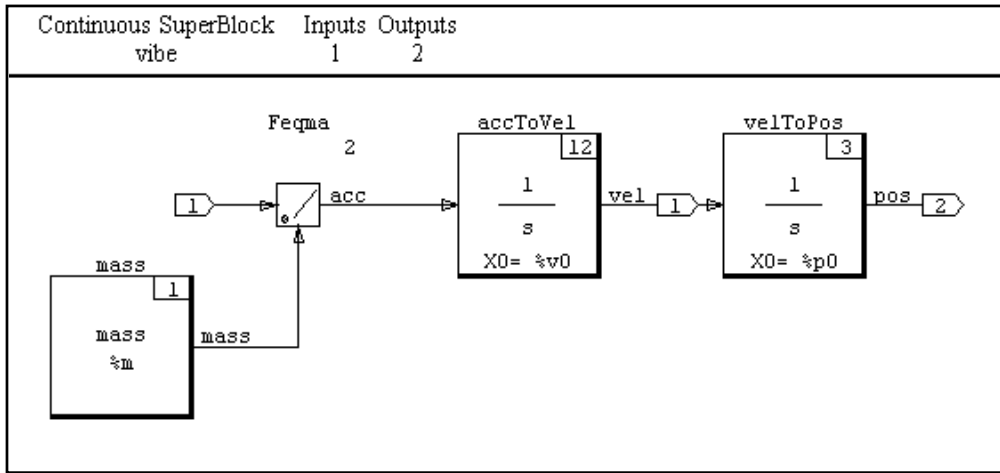 Continuous SuperBlock Inputs Outputs
vibe 1 2
Feqma
2
accToVel
12
velToPos
3
1
acc
1
s
X0= %v0
vel
1
1
s
X0= %p0
pos
2
mass
1
mass
%m
mass